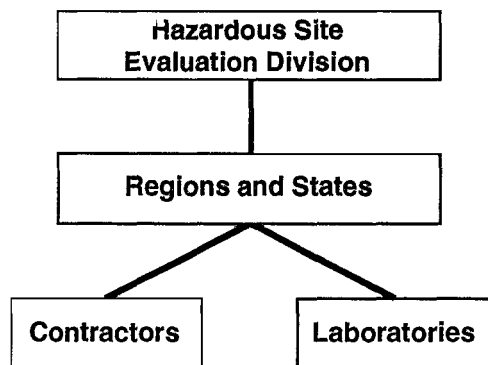 Hazardous Site
Evaluation Division
Regions and States
Contractors
Laboratories